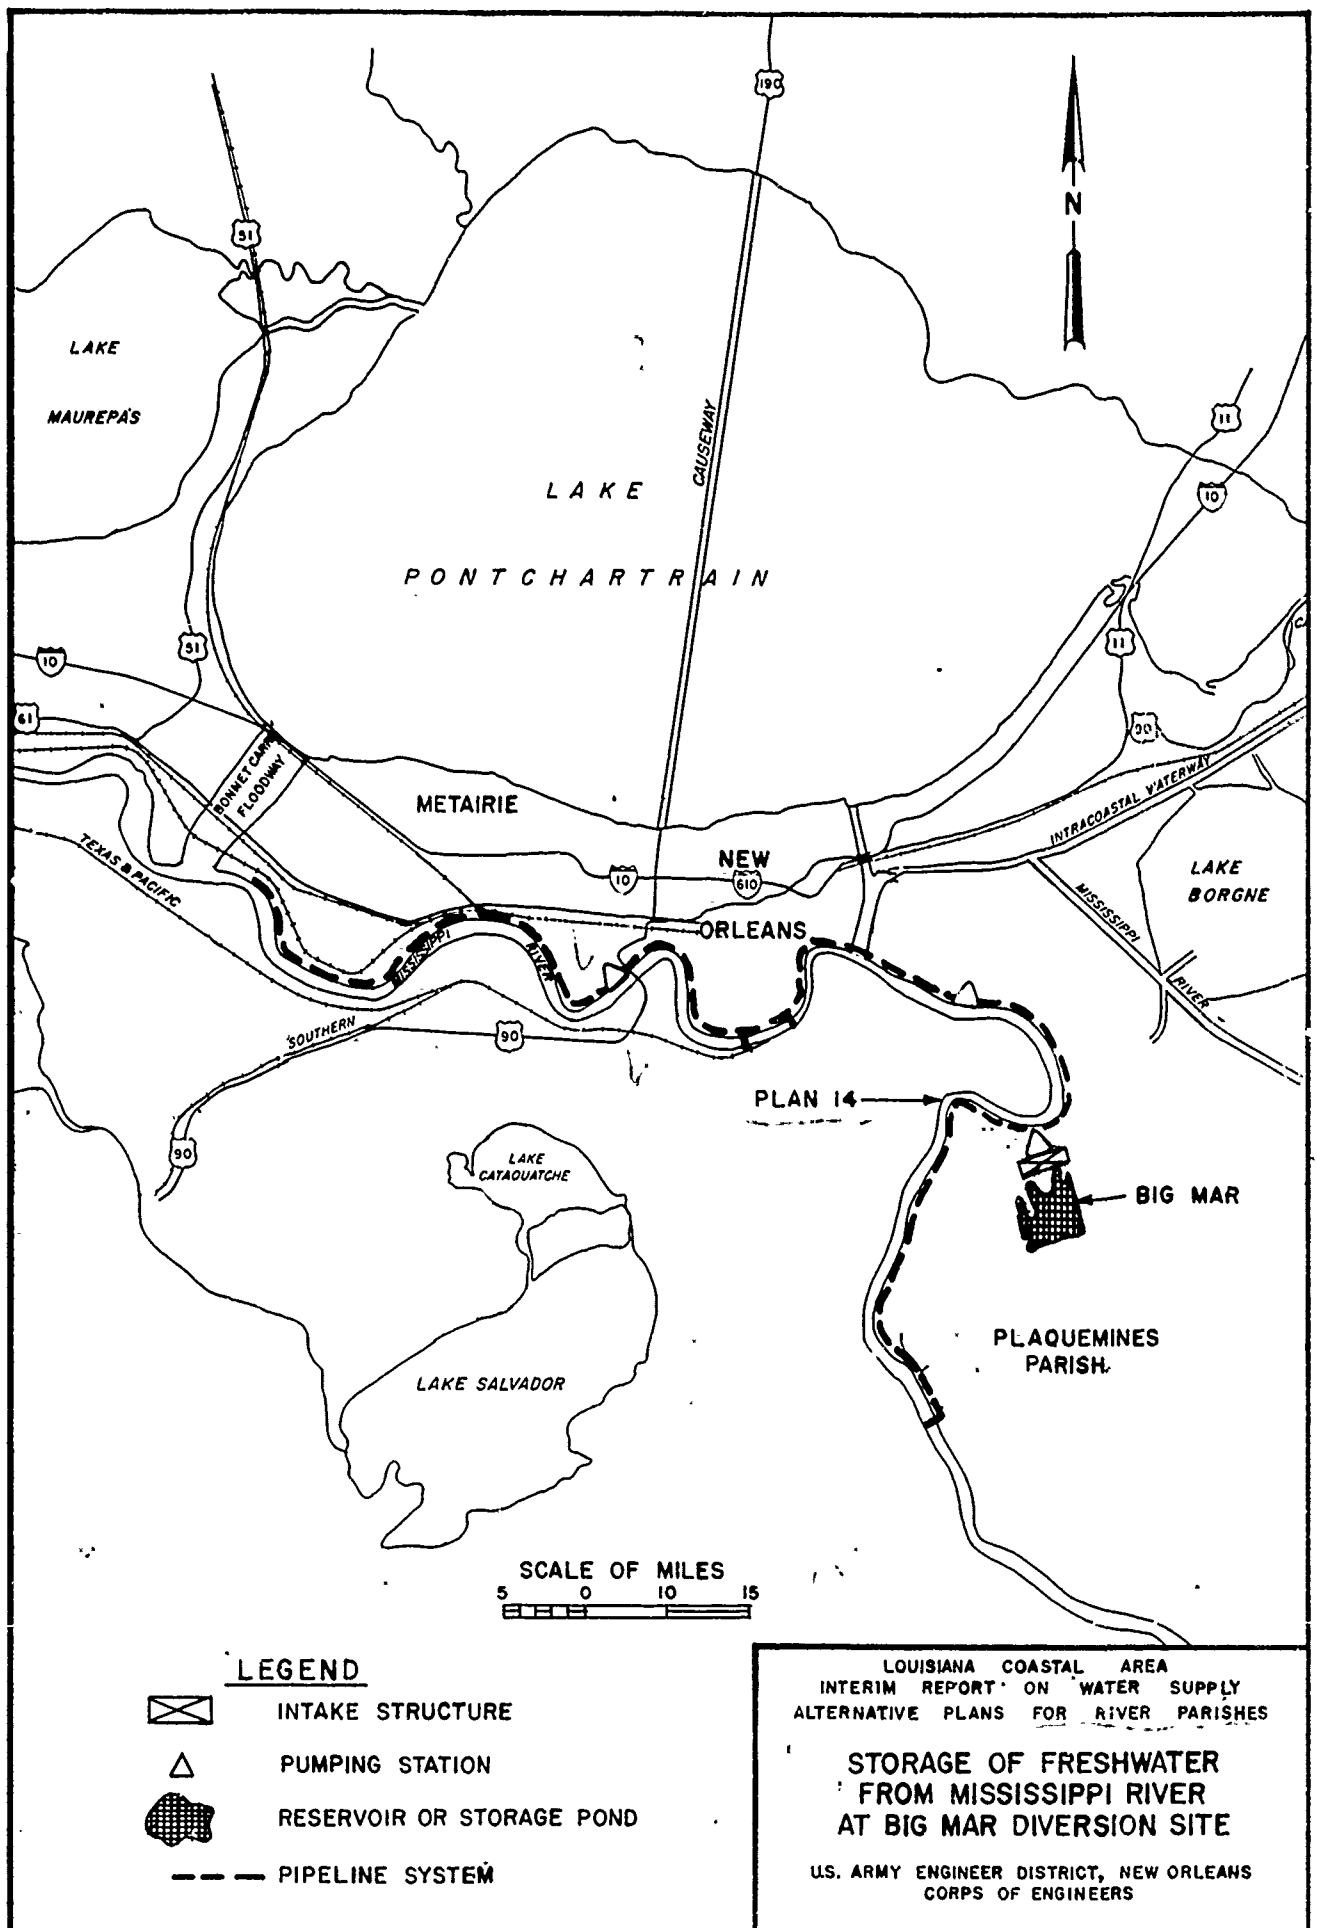 190
N
51
LAKE
MAUREPAS
CAUSEWAY
11
10
LAKE
PONTCHARTRAIN
51
11
10
61
90
BONNET CARRE
FLOODWAY
METAIRIE
INTRACOASTAL WATERWAY
TEXAS & PACIFIC
NEW
10
610
LAKE
BORGNE
MISSISSIPPI
RIVER
ORLEANS
MISSISSIPPI
RIVER
SOUTHERN
90
PLAN 14
90
LAKE
CATAOUATCHE
BIG MAR
PLAQUEMINES
PARISH
LAKE SALVADOR
SCALE OF MILES
5 0 10 15
LEGEND
INTAKE STRUCTURE
PUMPING STATION
RESERVOIR OR STORAGE POND
PIPELINE SYSTEM
LOUISIANA COASTAL AREA
INTERIM REPORT ON WATER SUPPLY
ALTERNATIVE PLANS FOR RIVER PARISHES
STORAGE OF FRESHWATER
FROM MISSISSIPPI RIVER
AT BIG MAR DIVERSION SITE
U.S. ARMY ENGINEER DISTRICT, NEW ORLEANS
CORPS OF ENGINEERS